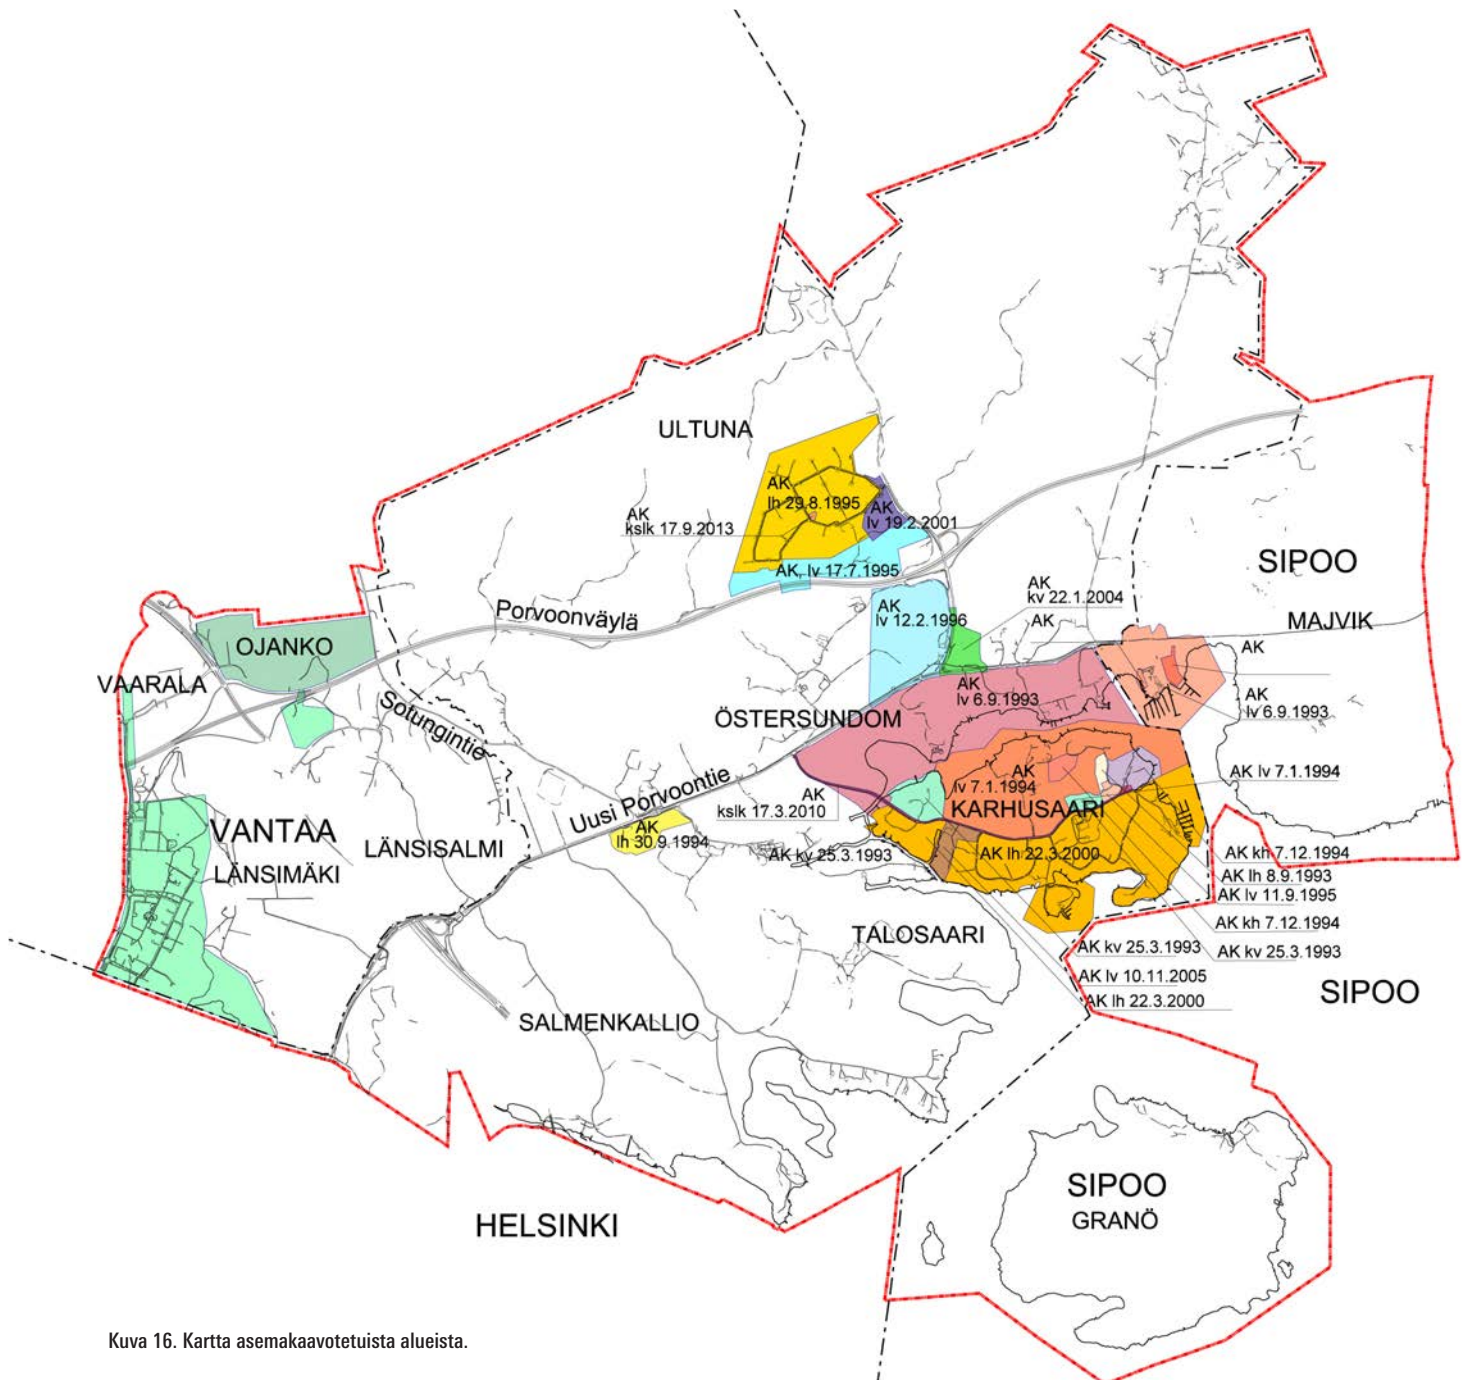 ULTUNA
AK
lh 29.8.1995
AK
kslk 17.9.2013
AK
lv 19.2.2001
AK, lv 17.7.1995
SIPOO
AK
kv 22.1.2004
Porvoonväylä
AK
lv 12.2.1996
AK
MAJVIK
OJANKO
AK
VAARALA
AK
lv 6.9.1993
AK
lv 6.9.1993
Sotungintie
ÖSTERSUNDOM
AK lv 7.1.1994
AK
lv 7.1.1994
Uusi Porvoontie
AK
kslk 17.3.2010
KARHUSAARI
VANTAA
AK
lh 30.9.1994
LÄNSISALMI
AK kv 25.3.1993
AK lh 22.3.2000
AK kh 7.12.1994
LÄNSIMÄKI
AK lh 8.9.1993
AK lv 11.9.1995
AK kh 7.12.1994
TALOSAARI
AK kv 25.3.1993
AK kv 25.3.1993
AK lv 10.11.2005
SIPOO
AK lh 22.3.2000
SALMENKALLIO
SIPOO
GRANÖ
HELSINKI
Kuva 16. Kartta asemakaavotetuista alueista.